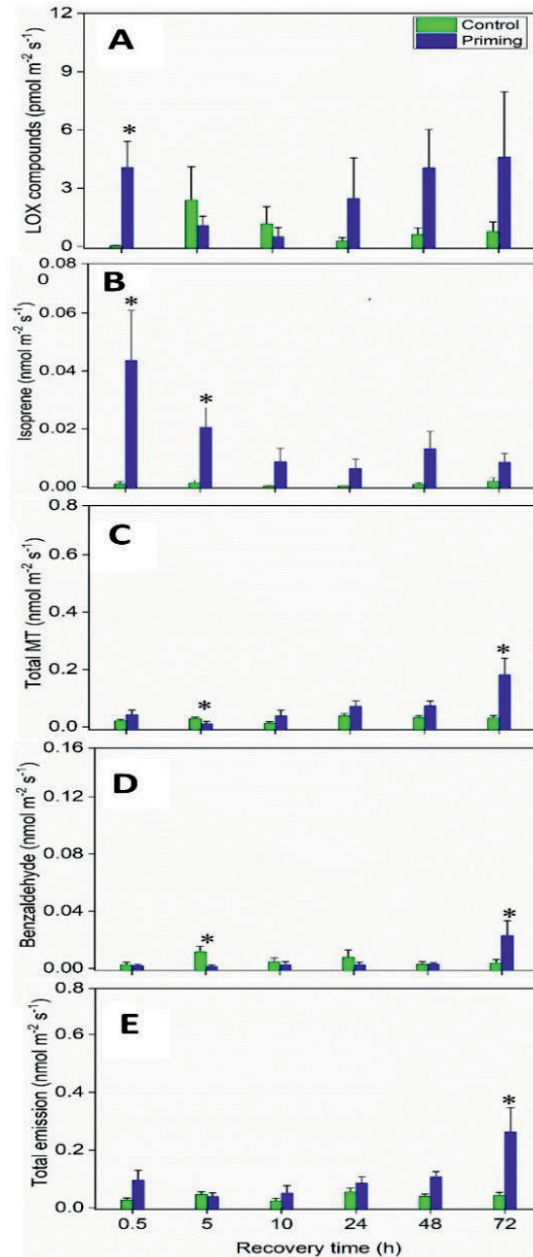 A
Control
Priming
12
9
6
3
0
LOX compounds (pmol m⁻² s⁻¹)
*
B
0.08
0
0.06
0.04
0.02
0.00
Isoprene (nmol m⁻² s⁻¹)
*
*
C
0.8
0.6
0.4
0.2
0.0
Total MT (nmol m⁻² s⁻¹)
*
*
D
0.16
0.12
0.08
0.04
0.00
Benzaldehyde (nmol m⁻² s⁻¹)
*
*
E
0.8
0.6
0.4
0.2
0.0
Total emission (nmol m⁻² s⁻¹)
*
0.5 5 10 24 48 72
Recovery time (h)